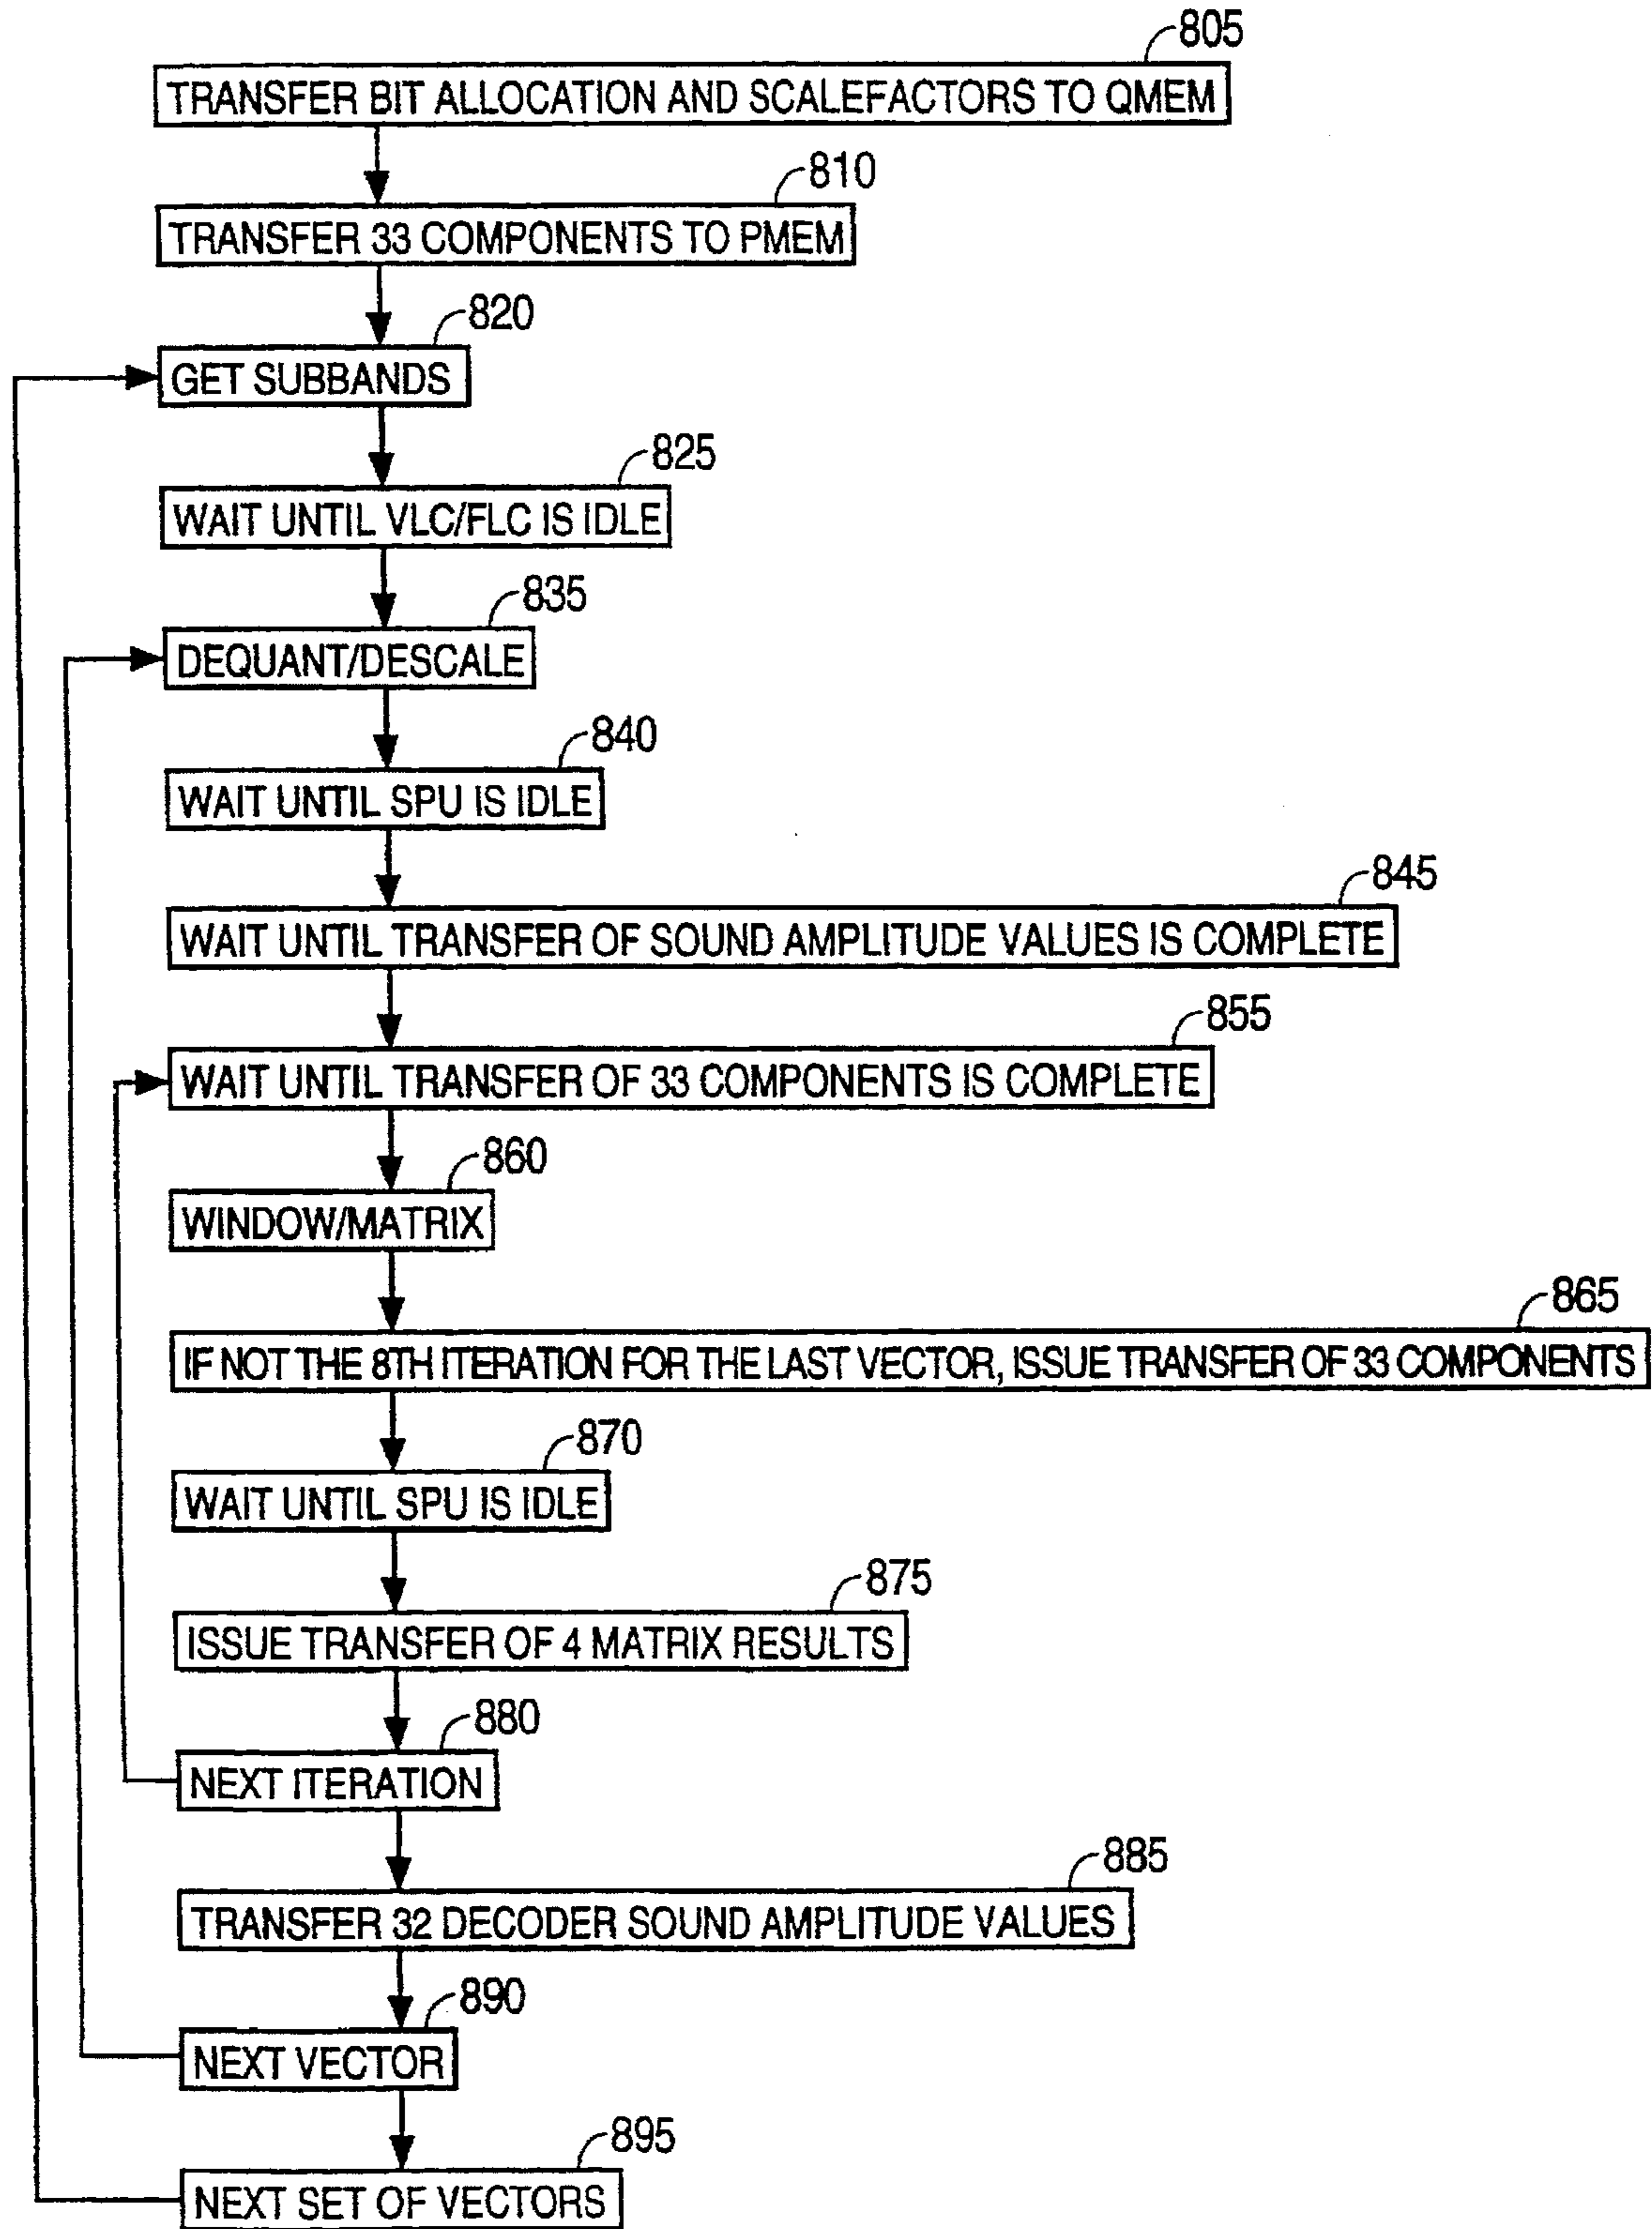 805
TRANSFER BIT ALLOCATION AND SCALEFACTORS TO QMEM
810
TRANSFER 33 COMPONENTS TO PMEM
820
GET SUBBANDS
825
WAIT UNTIL VLC/FLC IS IDLE
835
DEQUANT/DESCALE
840
WAIT UNTIL SPU IS IDLE
845
WAIT UNTIL TRANSFER OF SOUND AMPLITUDE VALUES IS COMPLETE
855
WAIT UNTIL TRANSFER OF 33 COMPONENTS IS COMPLETE
860
WINDOW/MATRIX
865
IF NOT THE 8TH ITERATION FOR THE LAST VECTOR, ISSUE TRANSFER OF 33 COMPONENTS
870
WAIT UNTIL SPU IS IDLE
875
ISSUE TRANSFER OF 4 MATRIX RESULTS
880
NEXT ITERATION
885
TRANSFER 32 DECODER SOUND AMPLITUDE VALUES
890
NEXT VECTOR
895
NEXT SET OF VECTORS